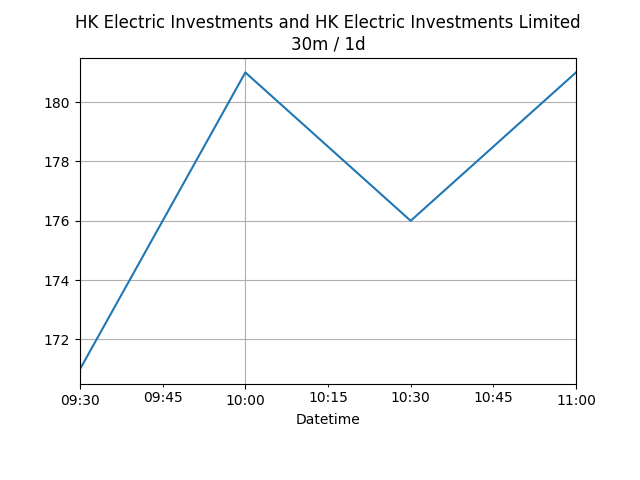 HK Electric Investments and HK Electric Investments Limited
30m / 1d
180
178
176
174
172
09:30 09:45 10:00 10:15 10:30 10:45 11:00
Datetime